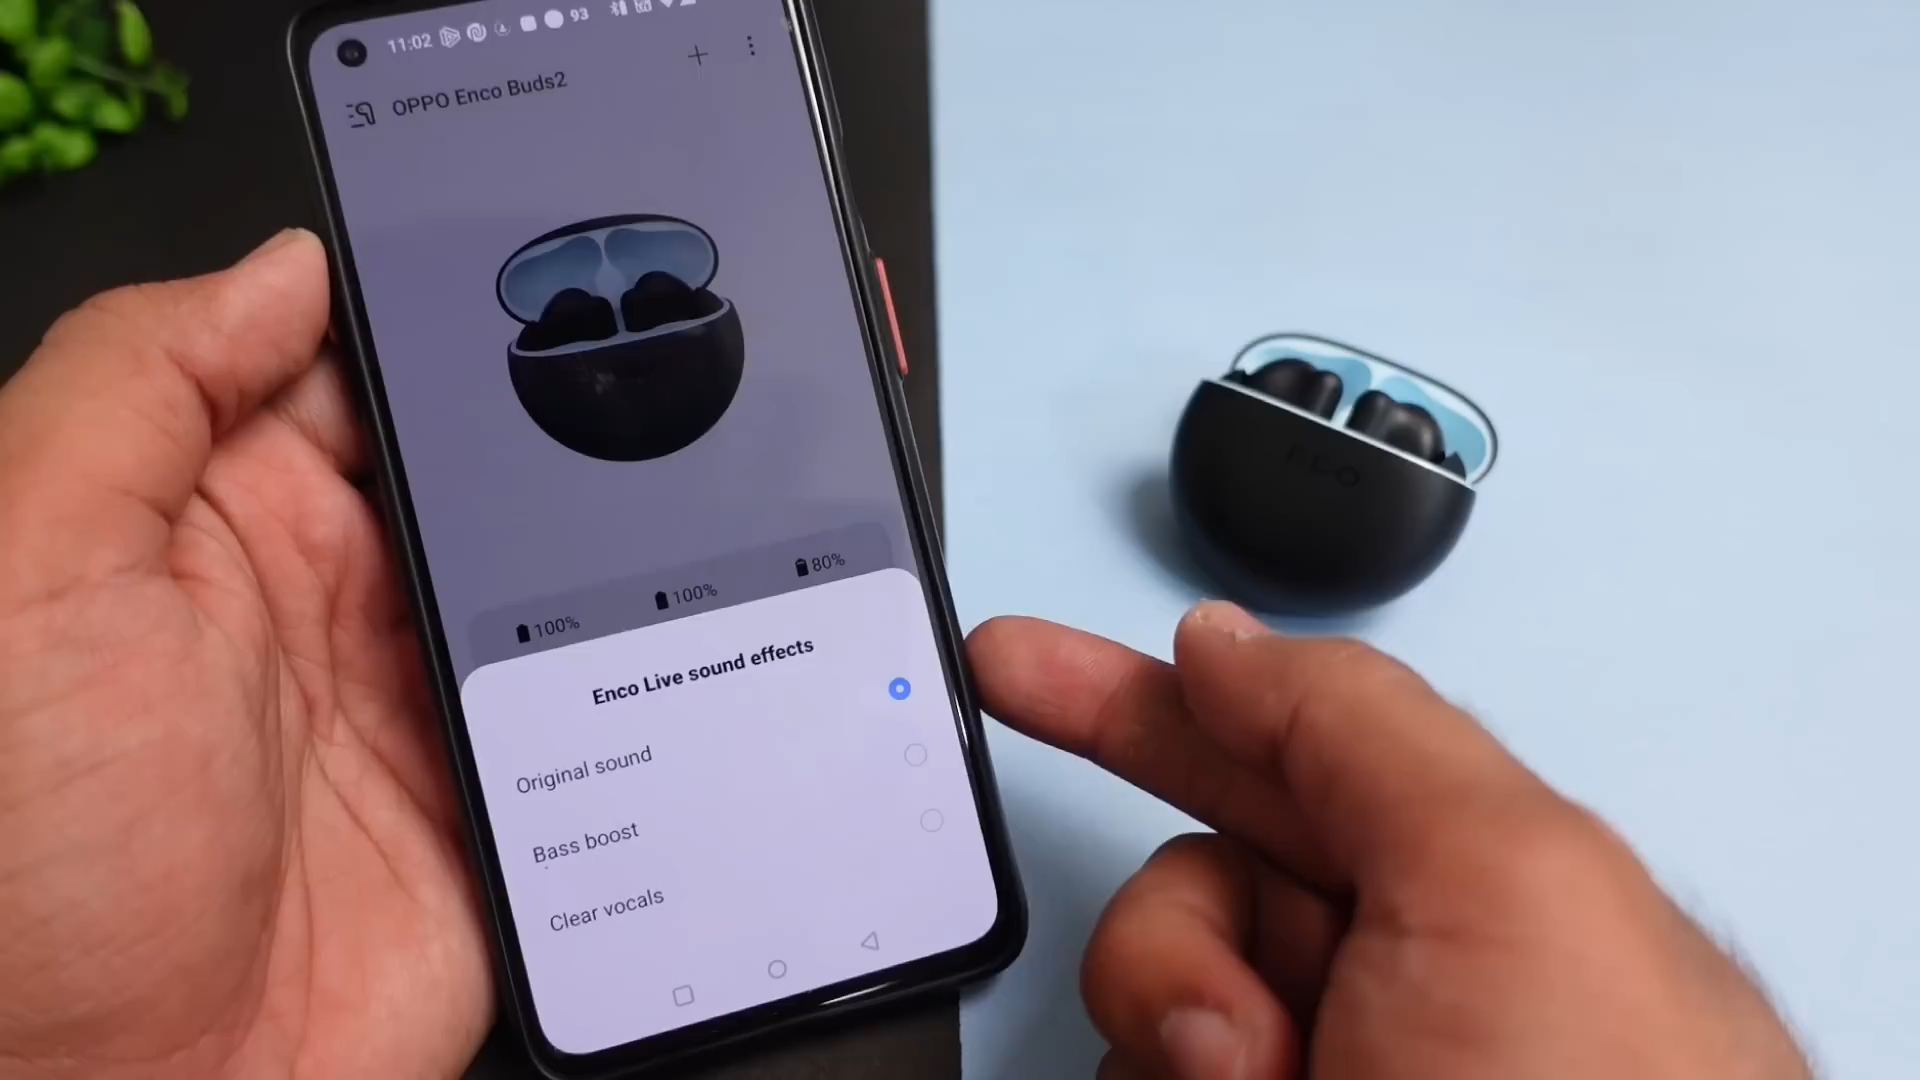 11:02
93
OPPO Enco Buds2
100%
100%
80%
Enco Live sound effects
Original sound
Bass boost
Clear vocals